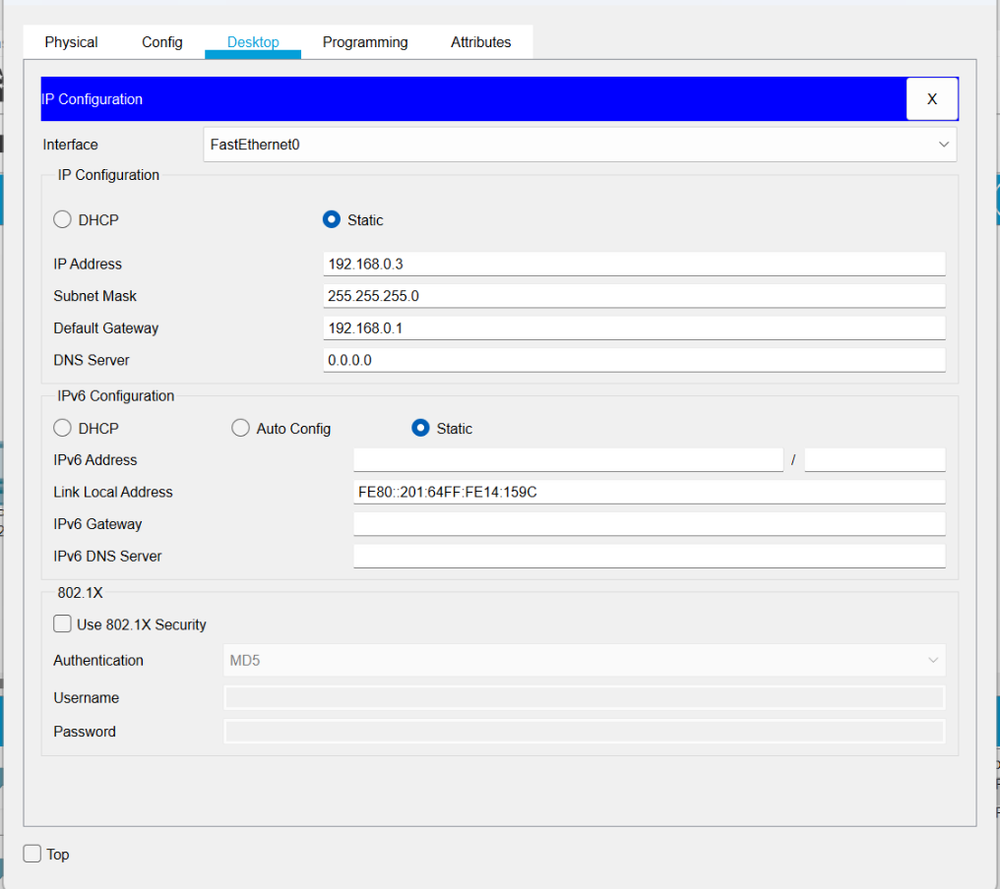 Physical Config Desktop Programming Attributes
IP Configuration X
Interface FastEthernet0
IP Configuration
DHCP Static
IP Address 192.168.0.3
Subnet Mask 255.255.255.0
Default Gateway 192.168.0.1
DNS Server 0.0.0.0
IPv6 Configuration
DHCP Auto Config Static
IPv6 Address /
Link Local Address FE80::201:64FF:FE14:159C
IPv6 Gateway
IPv6 DNS Server
802.1X
Use 802.1X Security
Authentication MD5
Username
Password
Top